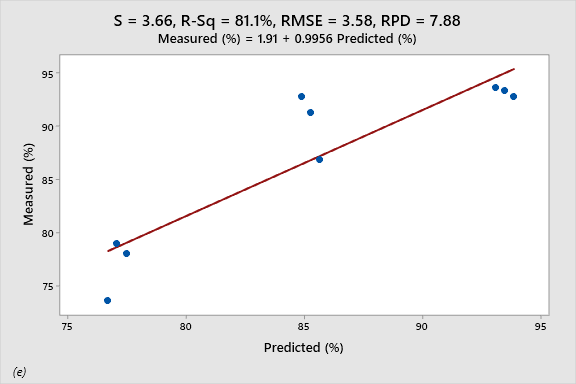 S = 3.66, R-Sq = 81.1%, RMSE = 3.58, RPD = 7.88
Measured (%) = 1.91 + 0.9956 Predicted (%)
95
90
85
80
75
Measured (%)
75 80 85 90 95
Predicted (%)
(e)